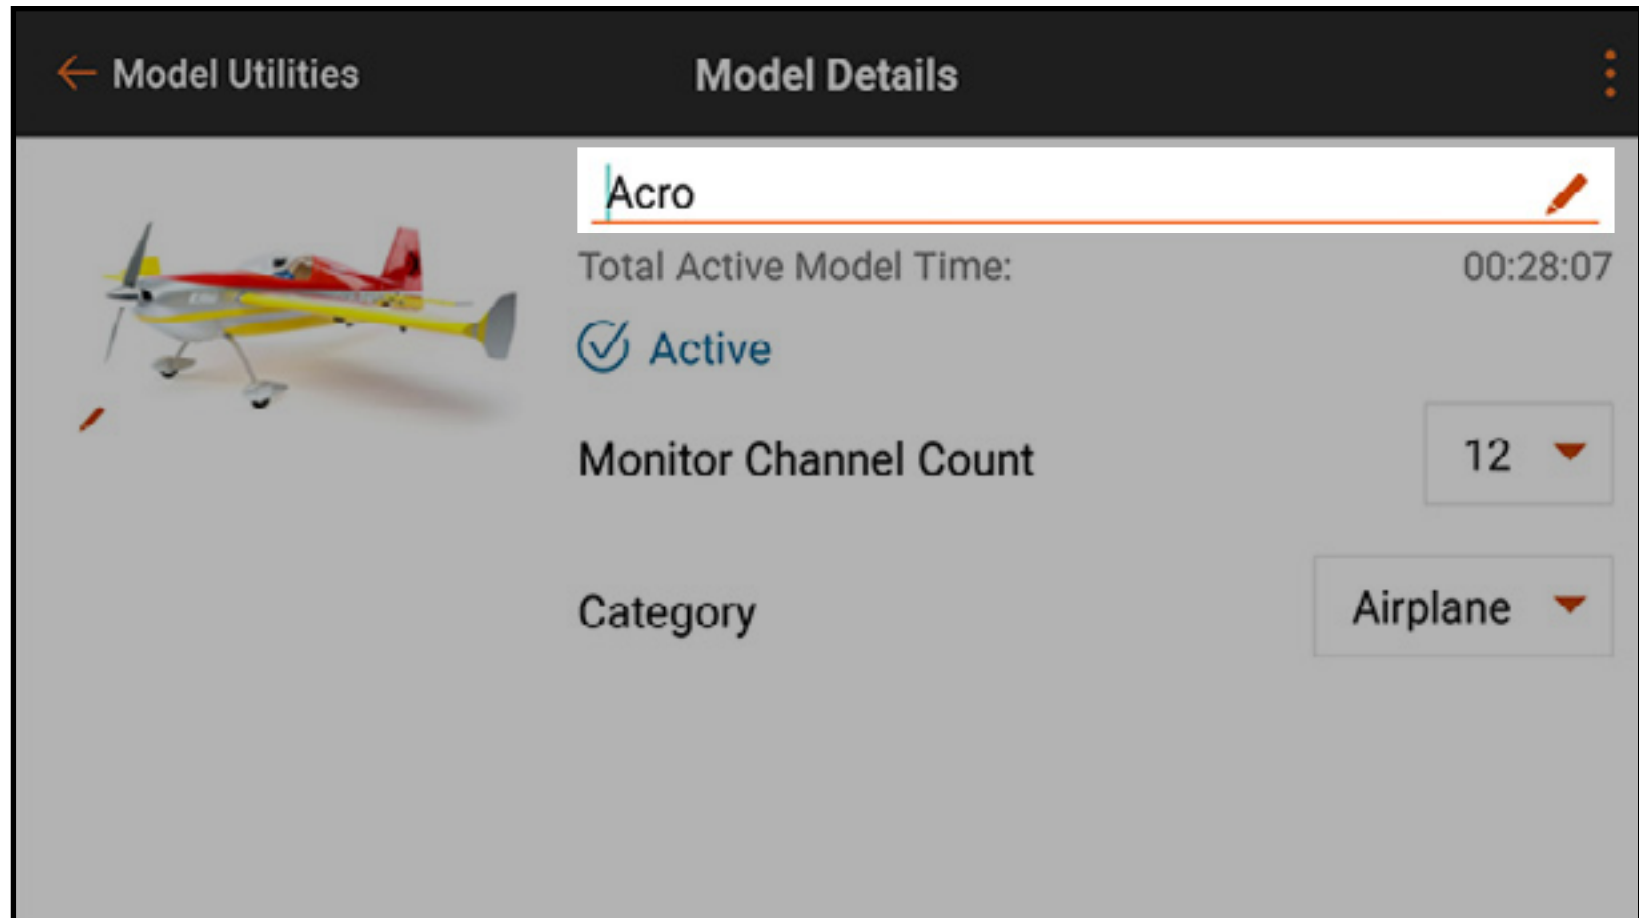 Model Utilities
Model Details
Acro
Total Active Model Time: 00:28:07
Active
Monitor Channel Count 12
Category Airplane